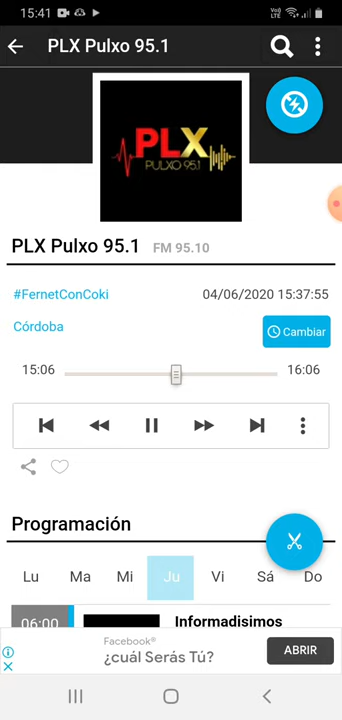 15:41
VoLTE
PLX Pulxo 95.1
PLX
PULXO 95.1
PLX Pulxo 95.1 FM 95.10
#FernetConCoki 04/06/2020 15:37:55
Córdoba
Cambiar
15:06 16:06
Programación
Lu Ma Mi Ju Vi Sá Do
06:00 Informadisimos
Facebook®
¿cuál Serás Tú?
ABRIR